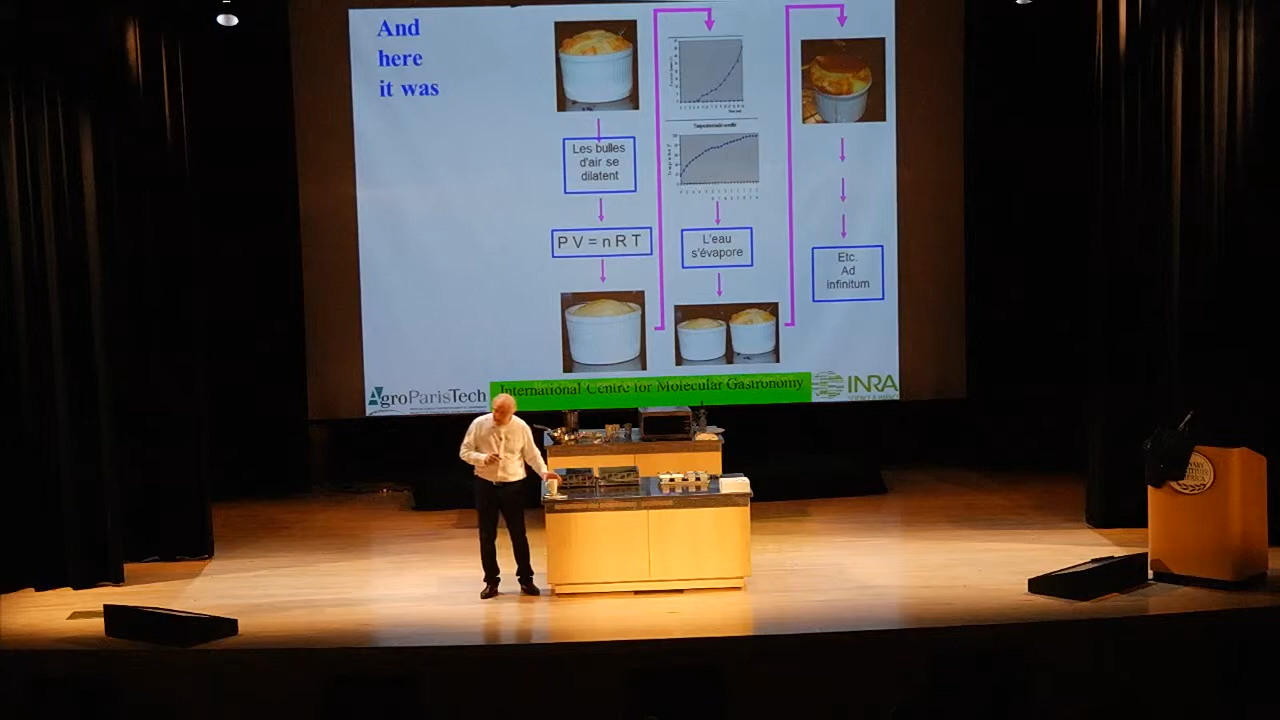 And
here
it was
Les bulles
d'air se
dilatent
P V = n R T
L'eau
s'évapore
Etc.
Ad
infinitum
AgroParisTech
International Centre for Molecular Gastronomy
INRA